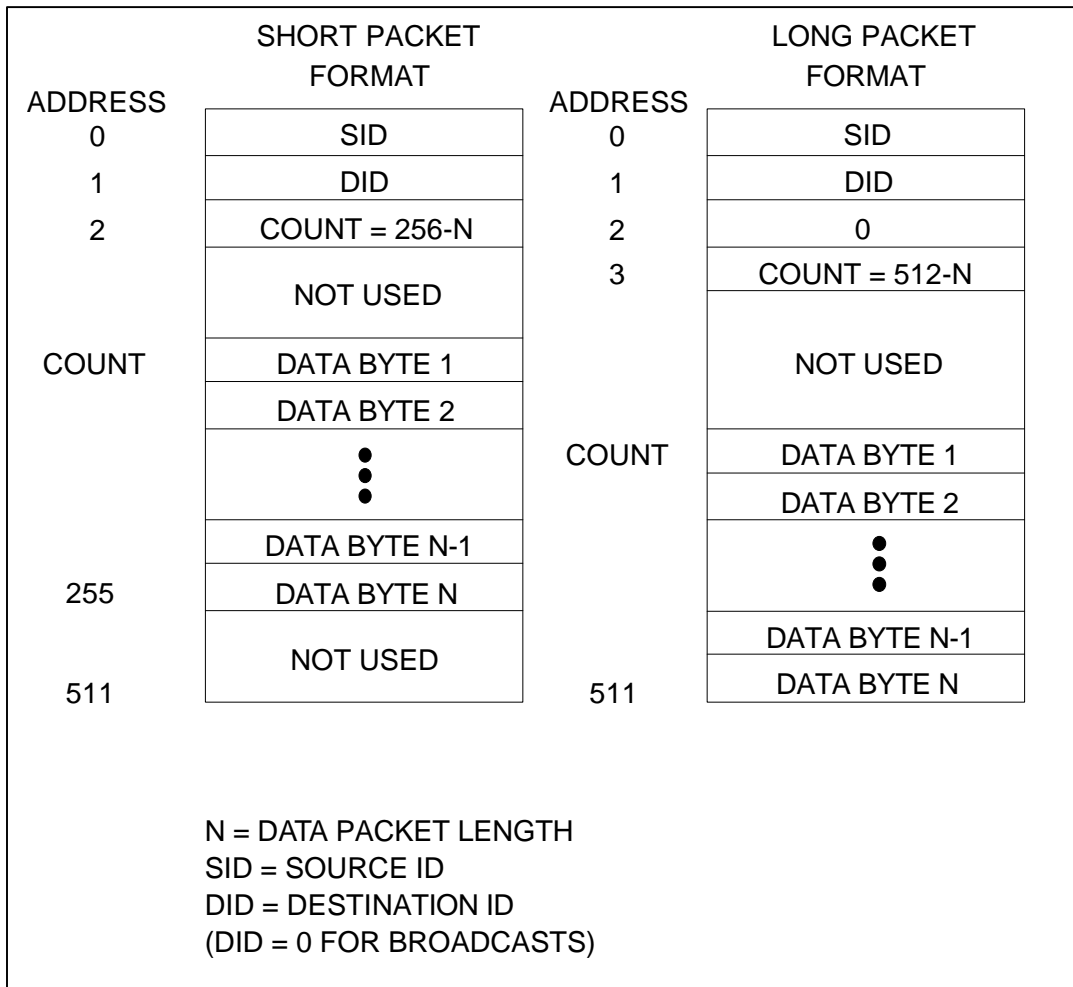 SHORT PACKET
FORMAT
ADDRESS
0 SID
1 DID
2 COUNT = 256-N
NOT USED
COUNT DATA BYTE 1
DATA BYTE 2
DATA BYTE N-1
255 DATA BYTE N
NOT USED
511
LONG PACKET
FORMAT
ADDRESS
0 SID
1 DID
2 0
3 COUNT = 512-N
NOT USED
COUNT DATA BYTE 1
DATA BYTE 2
DATA BYTE N-1
511 DATA BYTE N
N = DATA PACKET LENGTH
SID = SOURCE ID
DID = DESTINATION ID
(DID = 0 FOR BROADCASTS)